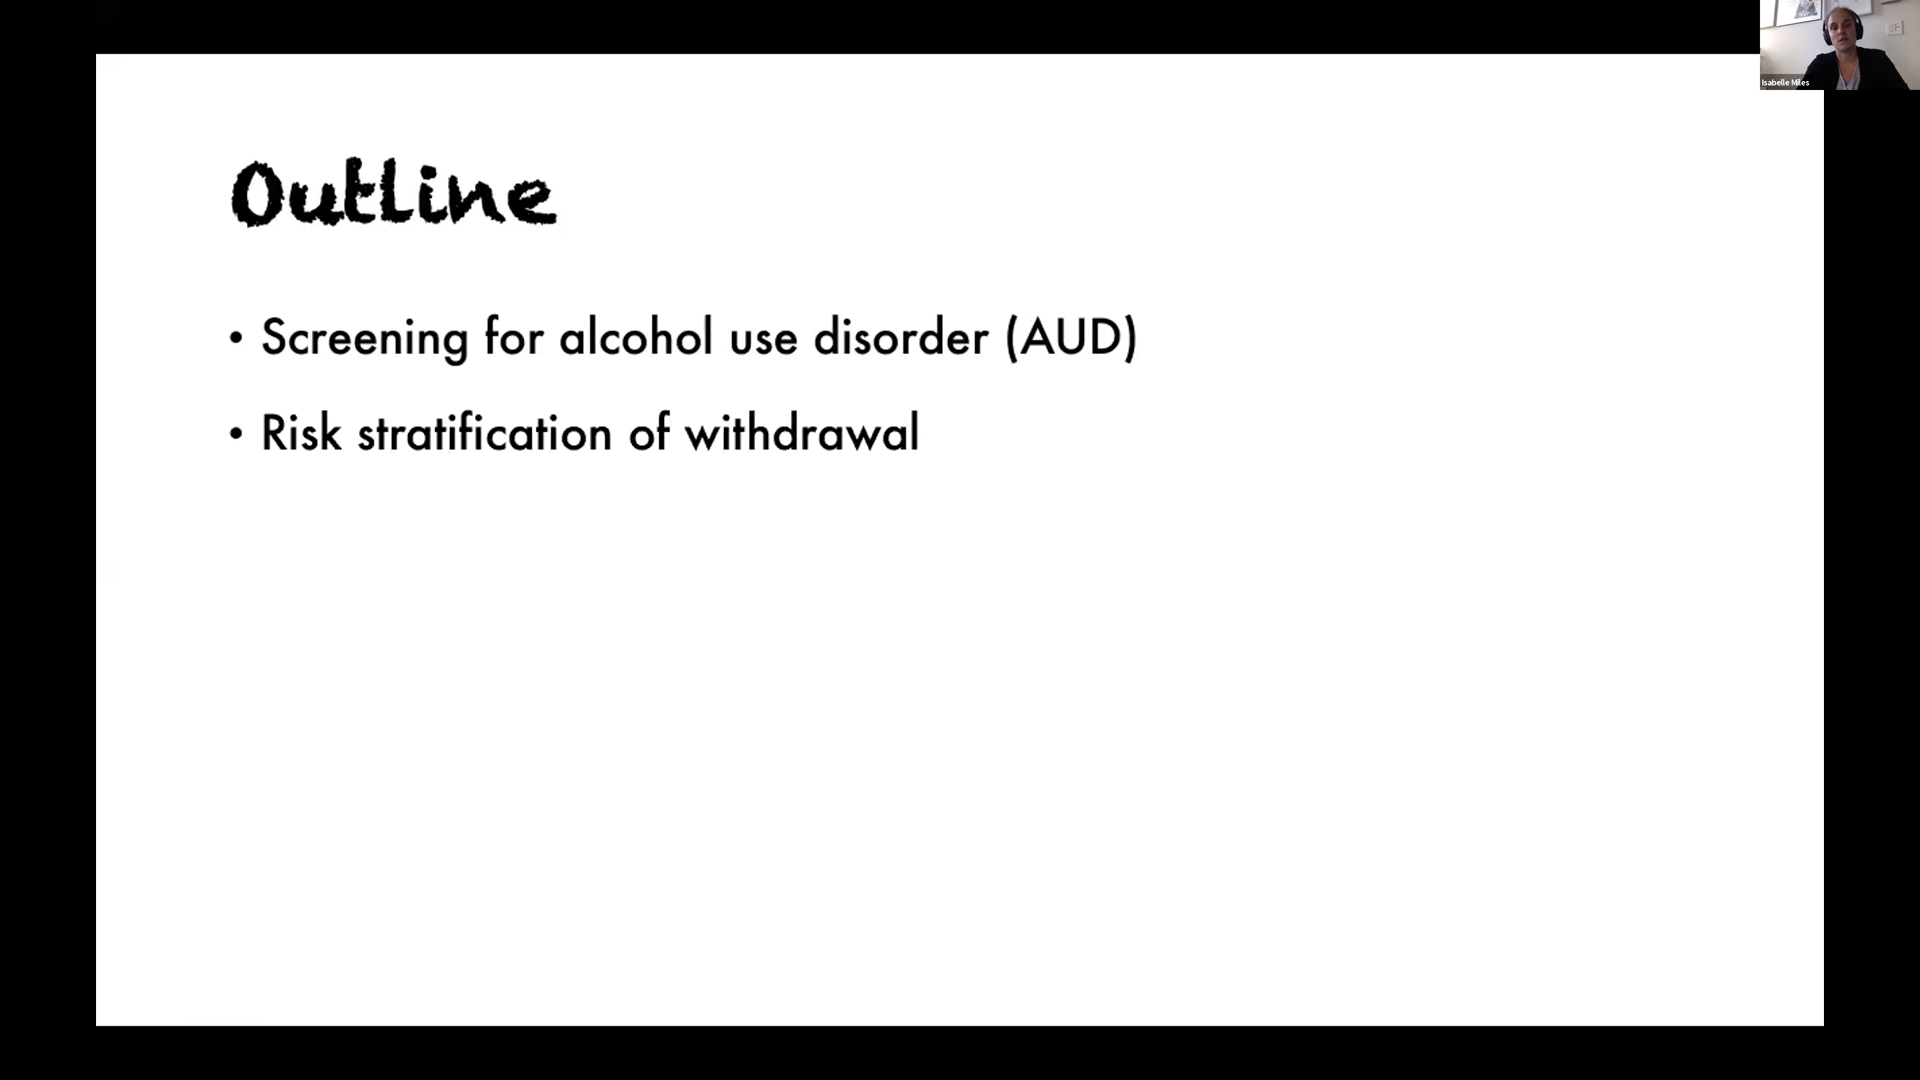 Isabelle Miles
Outline
• Screening for alcohol use disorder (AUD)
• Risk stratification of withdrawal